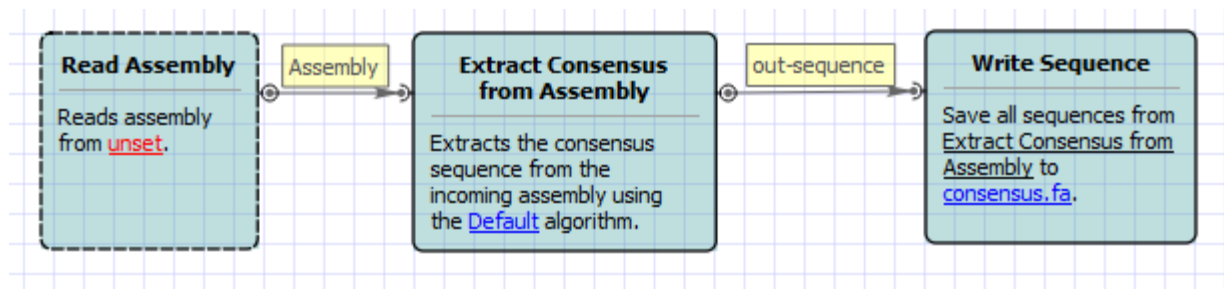 Read Assembly
Reads assembly
from unset.
Assembly
Extract Consensus
from Assembly
Extracts the consensus
sequence from the
incoming assembly using
the Default algorithm.
out-sequence
Write Sequence
Save all sequences from
Extract Consensus from
Assembly to
consensus.fa.